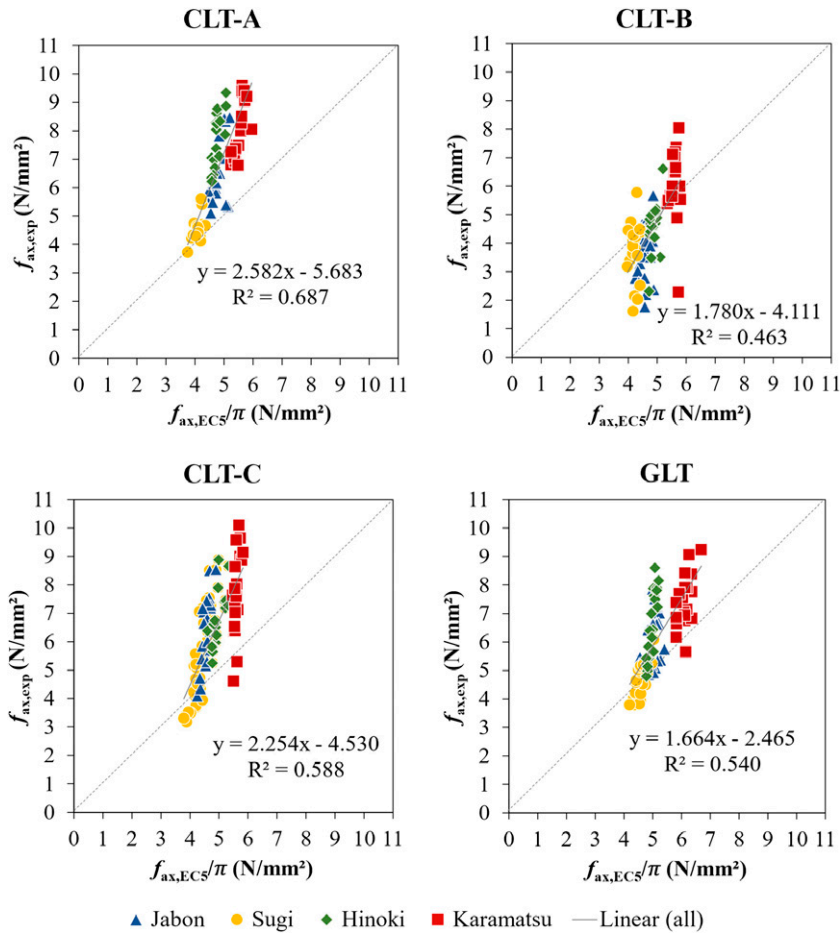 CLT-A
11
10
9
8
7
6
5
4
3
2
1
0
f_ax,exp (N/mm²)
y = 2.582x - 5.683
R² = 0.687
0 1 2 3 4 5 6 7 8 9 10 11
f_ax,EC5/π (N/mm²)
CLT-B
11
10
9
8
7
6
5
4
3
2
1
0
f_ax,exp (N/mm²)
y = 1.780x - 4.111
R² = 0.463
0 1 2 3 4 5 6 7 8 9 10 11
f_ax,EC5/π (N/mm²)
CLT-C
11
10
9
8
7
6
5
4
3
2
1
0
f_ax,exp (N/mm²)
y = 2.254x - 4.530
R² = 0.588
0 1 2 3 4 5 6 7 8 9 10 11
f_ax,EC5/π (N/mm²)
GLT
11
10
9
8
7
6
5
4
3
2
1
0
f_ax,exp (N/mm²)
y = 1.664x - 2.465
R² = 0.540
0 1 2 3 4 5 6 7 8 9 10 11
f_ax,EC5/π (N/mm²)
Jabon Sugi Hinoki Karamatsu Linear (all)